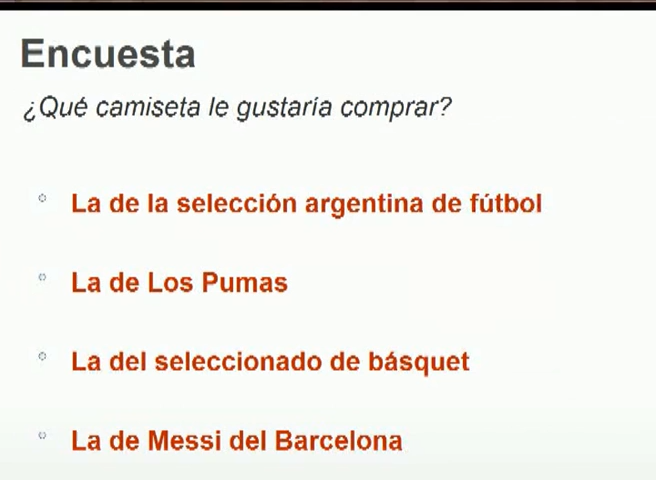 Encuesta
¿Qué camiseta le gustaría comprar?
La de la selección argentina de fútbol
La de Los Pumas
La del seleccionado de básquet
La de Messi del Barcelona